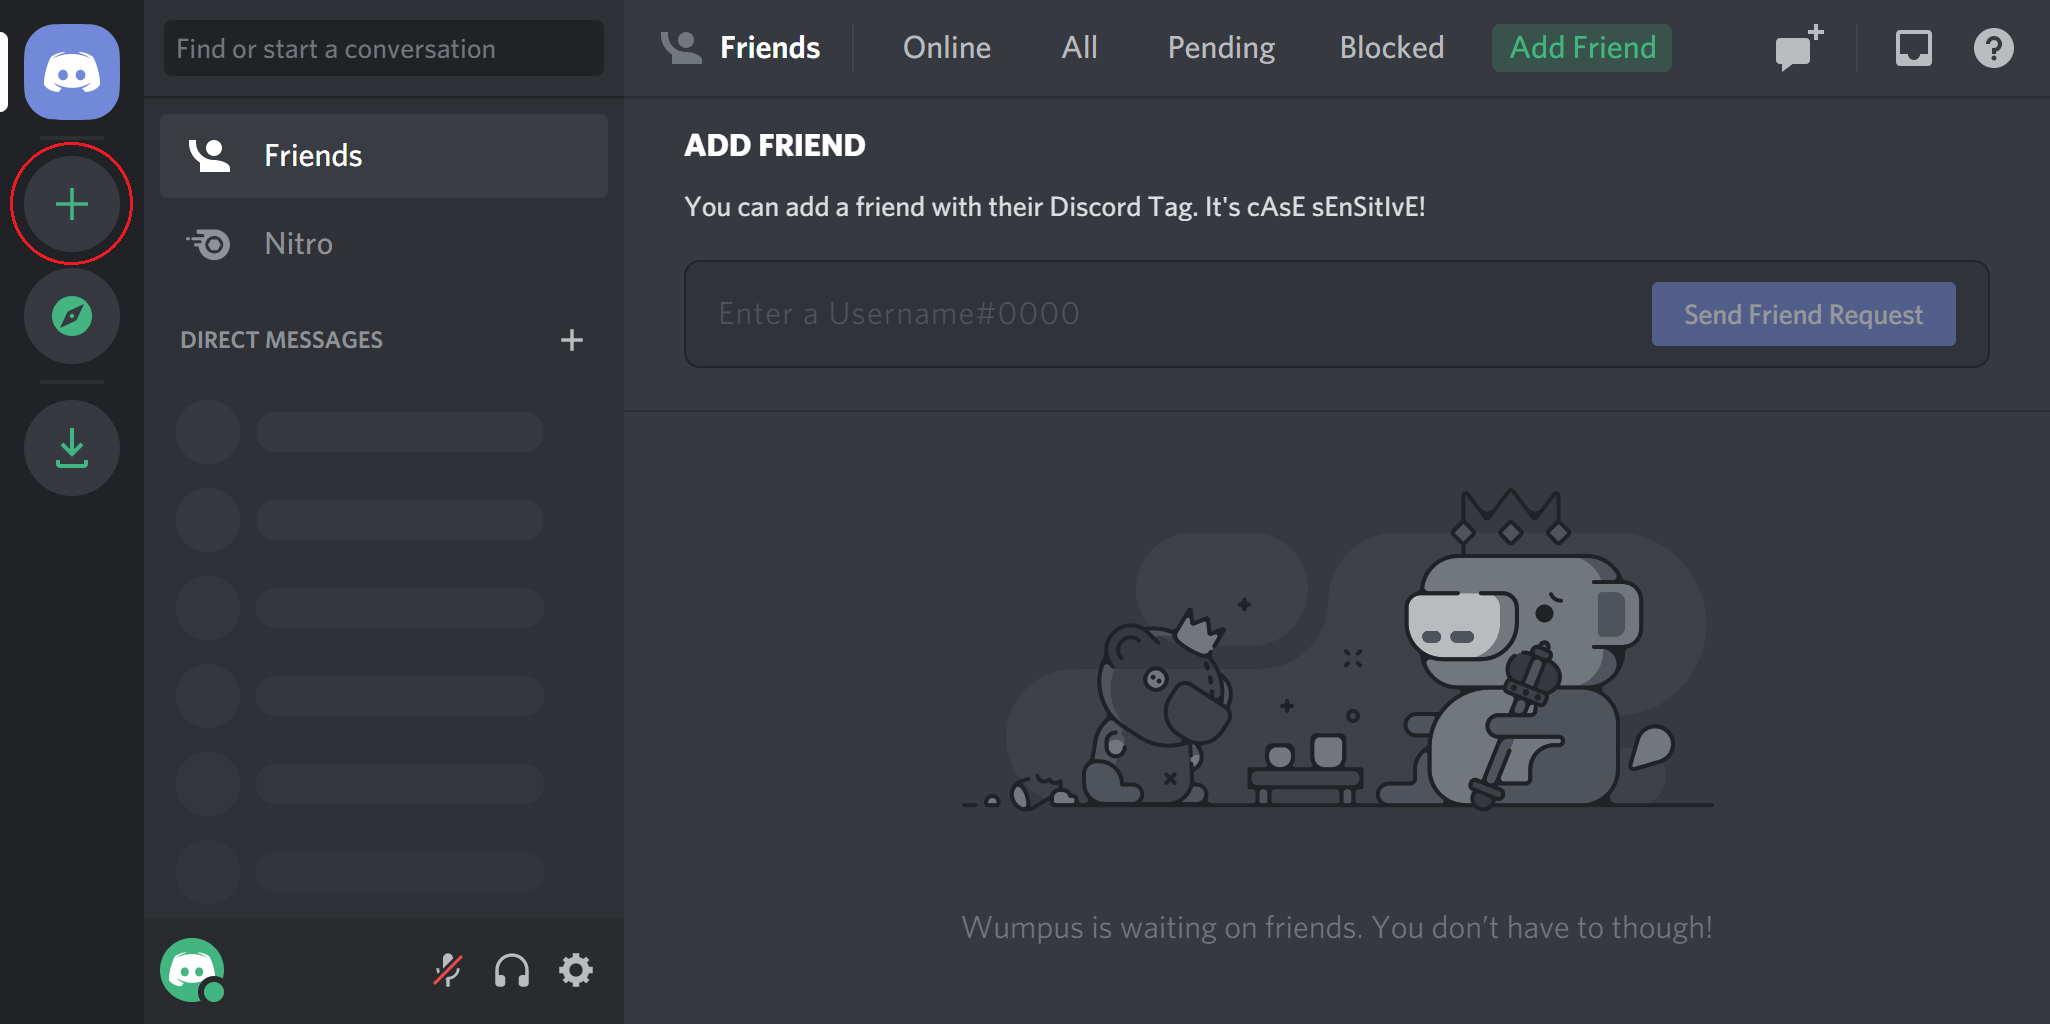 Find or start a conversation
Friends
Nitro
DIRECT MESSAGES
Friends
Online
All
Pending
Blocked
Add Friend
ADD FRIEND
You can add a friend with their Discord Tag. It's cAsE sEnSitIvE!
Enter a Username#0000
Send Friend Request
Wumpus is waiting on friends. You don't have to though!